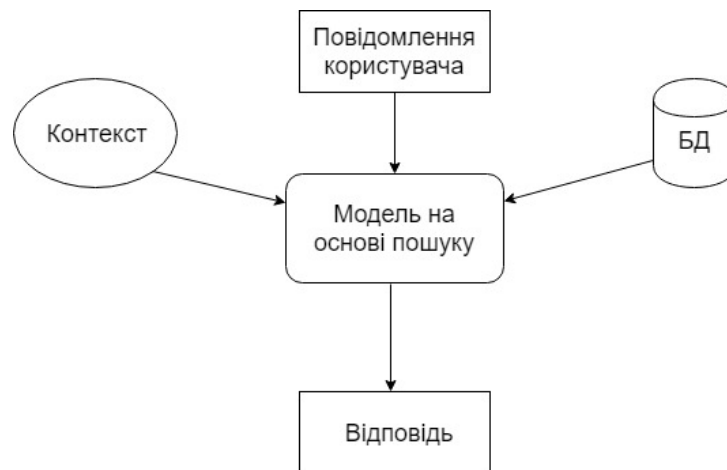 Повідомлення
користувача
Контекст
БД
Модель на
основі пошуку
Відповідь